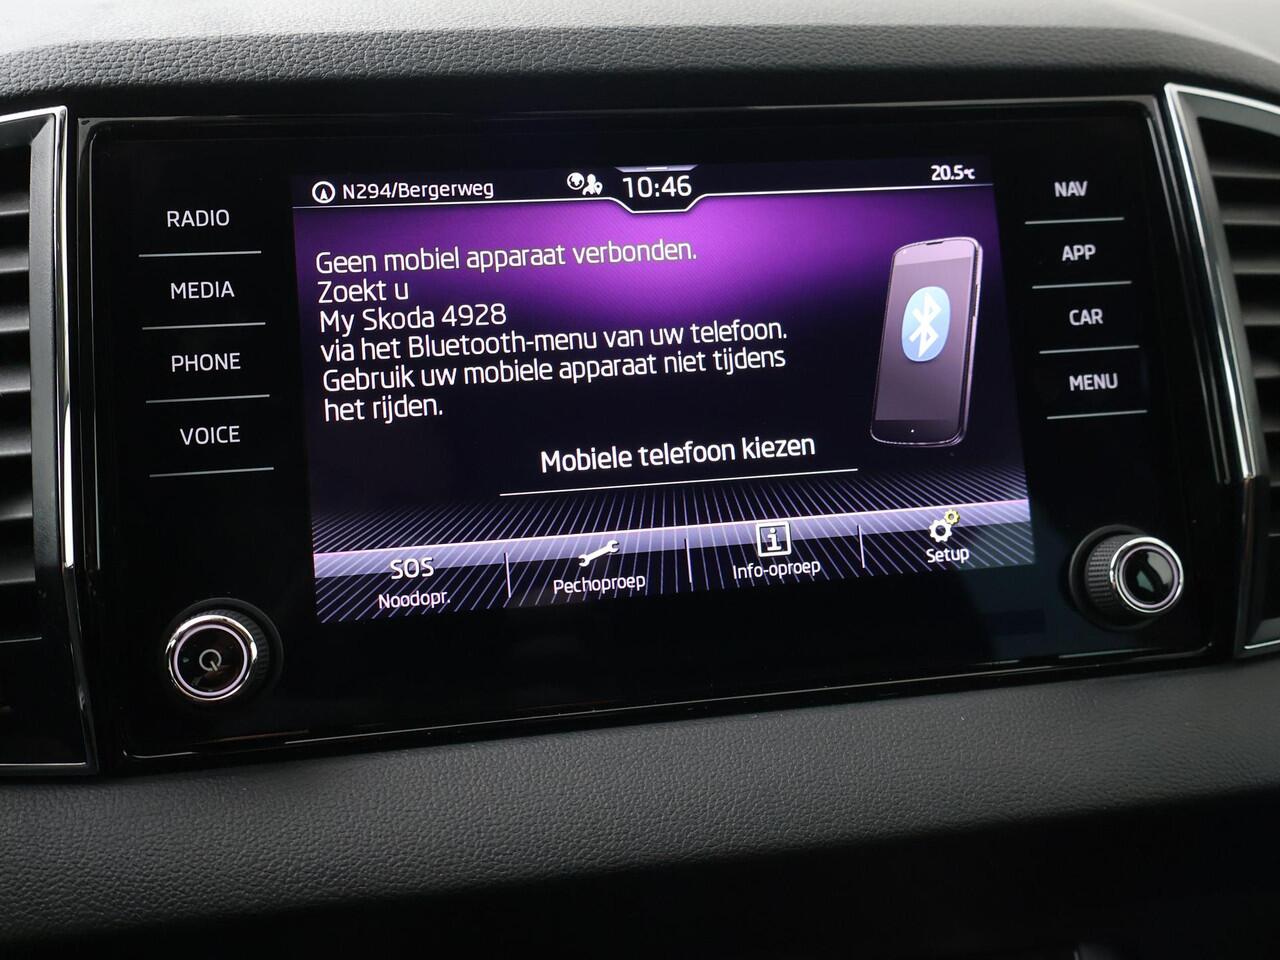 N294/Bergerweg
10:46
20.5°C
RADIO
MEDIA
PHONE
VOICE
Geen mobiel apparaat verbonden.
Zoekt u
My Skoda 4928
via het Bluetooth-menu van uw telefoon.
Gebruik uw mobiele apparaat niet tijdens
het rijden.
Mobiele telefoon kiezen
SOS
Noodopr.
Pechoproep
i
Info-oproep
Setup
NAV
APP
CAR
MENU